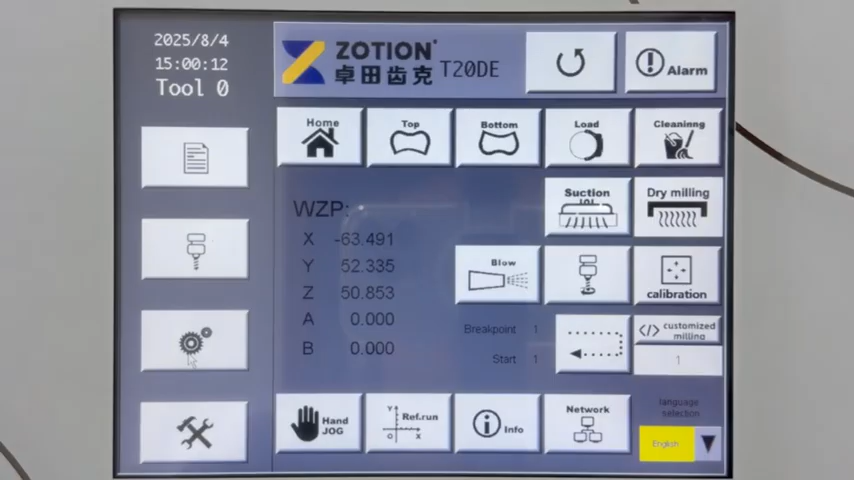 2025/8/4
15:00:12
Tool 0
ZOTION
卓田齿克
T20DE
Alarm
Home
Top
Bottom
Load
Cleaninng
Suction
Dry milling
WZP:
X -63.491
Y 52.335
Z 50.853
A 0.000
B 0.000
Blow
calibration
Breakpoint 1
Start 1
</> customized
milling
1
Hand
JOG
Y
O X
Ref.run
Info
Network
language
selection
English